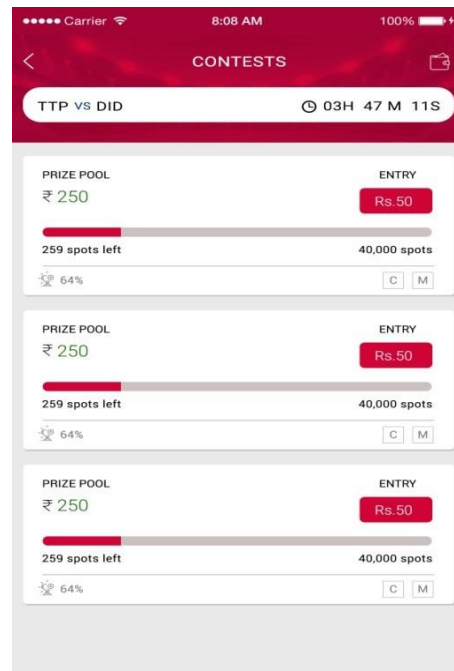 Carrier 8:08 AM 100%
CONTESTS
TTP VS DID 03H 47 M 11S
PRIZE POOL ENTRY
₹ 250 Rs.50
259 spots left 40,000 spots
64% C M
PRIZE POOL ENTRY
₹ 250 Rs.50
259 spots left 40,000 spots
64% C M
PRIZE POOL ENTRY
₹ 250 Rs.50
259 spots left 40,000 spots
64% C M